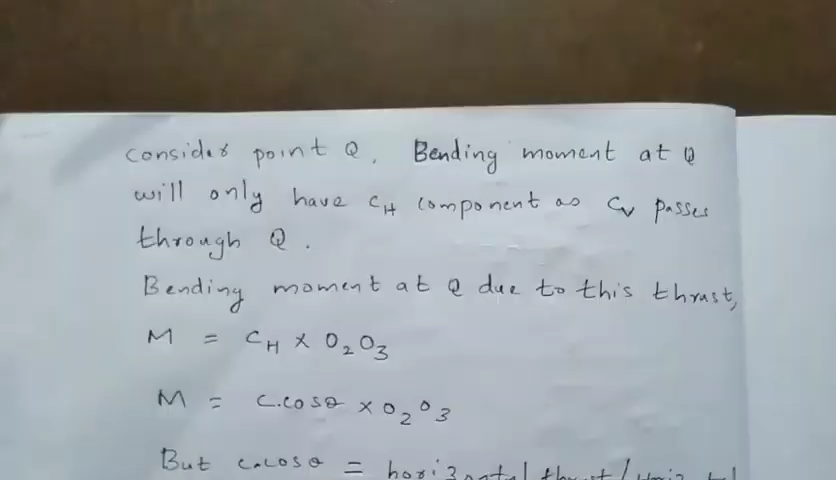 consider point Q. Bending moment at Q
will only have CH component as CV passes
through Q.
Bending moment at Q due to this thrust,
M = CH × O2O3
M = C.cosθ × O2O3
But C.cosθ = horizontal thrust/